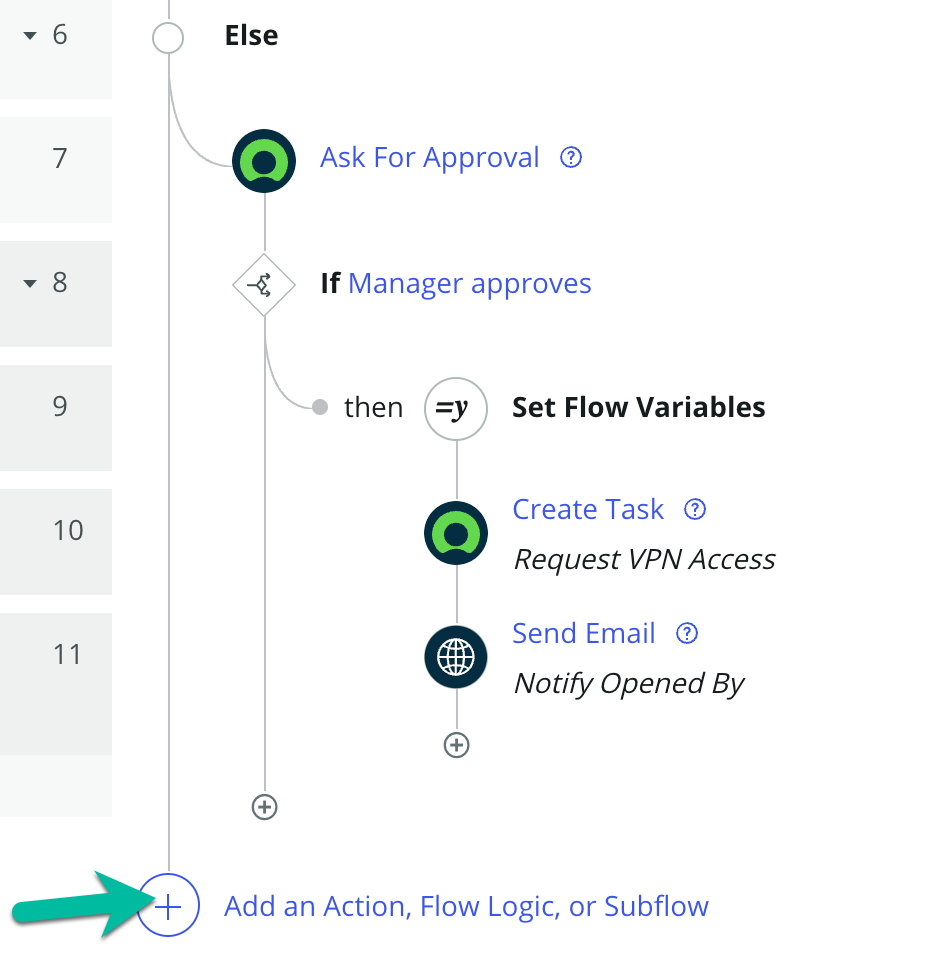 6 Else
7 Ask For Approval ?
8 If Manager approves
9 then =y Set Flow Variables
10 Create Task ?
Request VPN Access
11 Send Email ?
Notify Opened By
Add an Action, Flow Logic, or Subflow